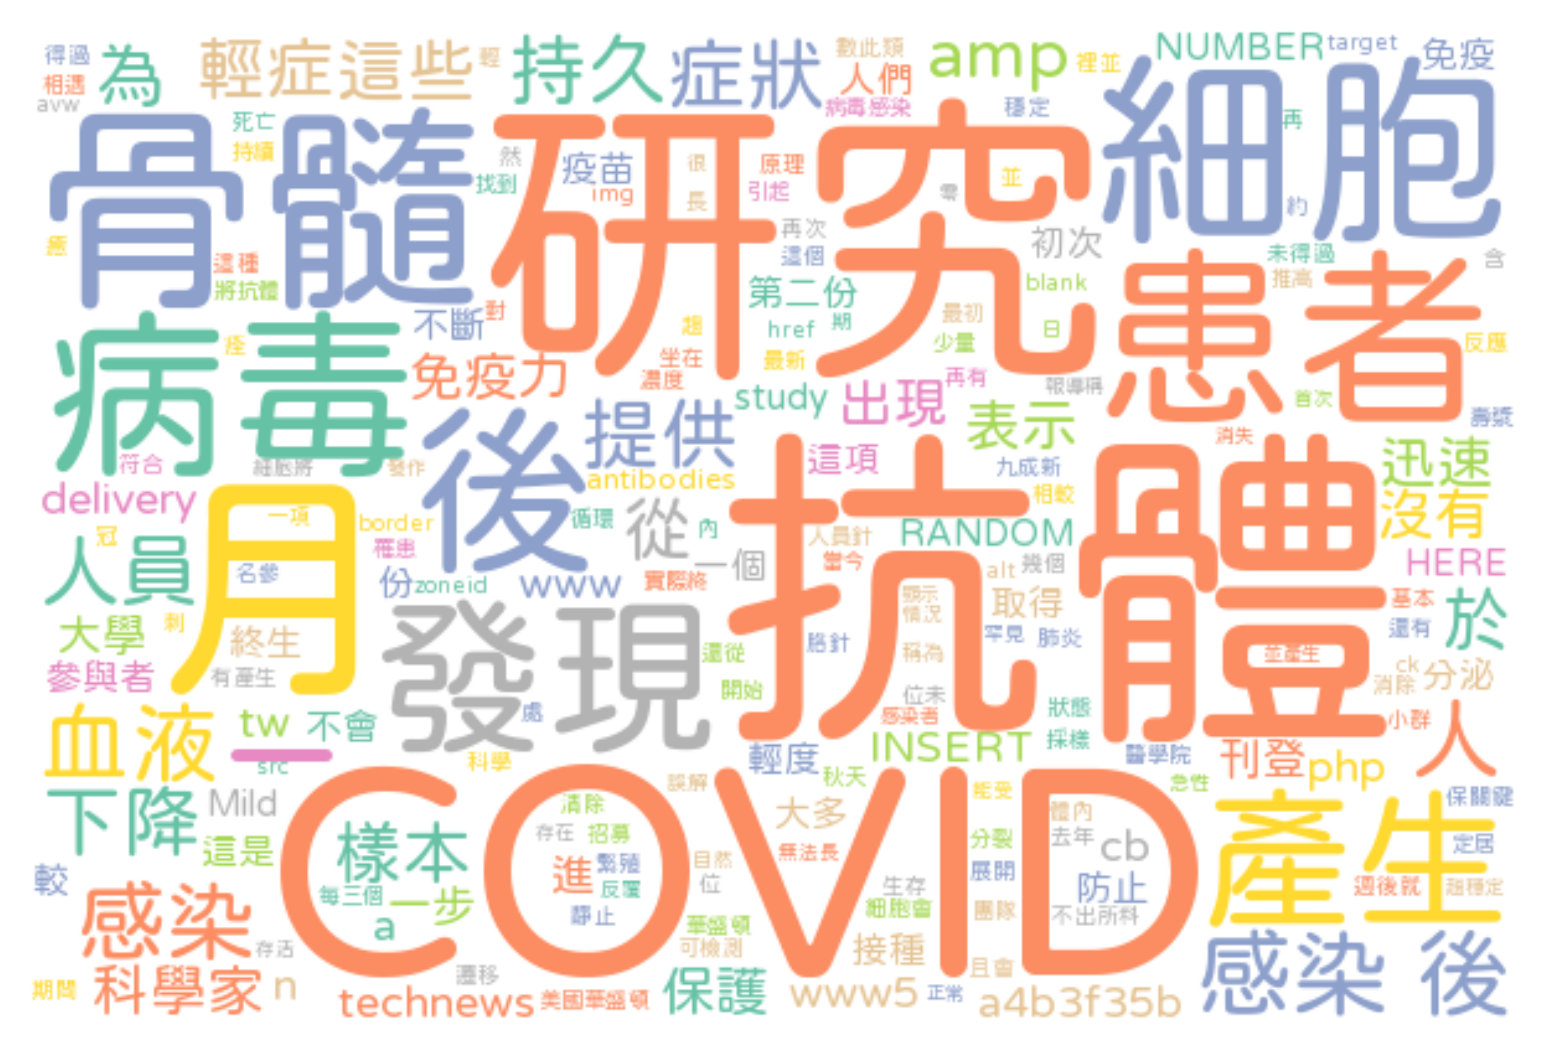 得過 為 輕症這些 輕 持久 症狀 數此類 amp 裡並 NUMBER target 免疫
相遇 人們
avw 病毒感染 穩定 再
死亡 骨髓 研究 細胞
持續 然 疫苗 很 原理 並
找到 img 長 引起 零 約
癒 再次 初次
這種 這個 未得過 含
將抗體 第二份 blank 推高 患者
不斷 對 href 期 最初 日
病毒 痊 趨 少量 反應
免疫力 坐在 最新
濃度 study 出現 再有 報導稱 首次
後 提供 表示 消失 壽漿
符合 細胞將 發作 這項 九成新 迅速
delivery antibodies 相較 沒有
月 一項 border 循環 從 內 人員針 RANDOM 抗體
冠 人員 罹患 一個 當今 幾個 HERE
名參 份 zoneid www 實際終 alt
顯示 取得 基本 於
大學 刺 終生 發現 情況 還有
胳針 罕見 肺炎
參與者 有產生 還從 稱為 並產生 ck 分泌
開始 位未 消除
血液 tw 不會 處 感染者 狀態 小群 人
採樣
src 科學 輕度 INSERT 醫學院 刊登 php
下降 Mild COVID 誤解 秋天 能受 急性 產生 保關鍵
清除 大多 體內
這是 樣本 存在 招募 分裂 去年 cb 定居
較 進 繁殖 自然 無法長 展開
每三個 一步 反覆 位 生存 防止 週後就 超穩定
感染 a 靜止 細胞會 團隊 不出所料
存活 華盛頓 可檢測 接種 感染 後
期間 科學家 n 遷移 且會
technews 美國華盛頓 保護 www5 正常 a4b3f35b